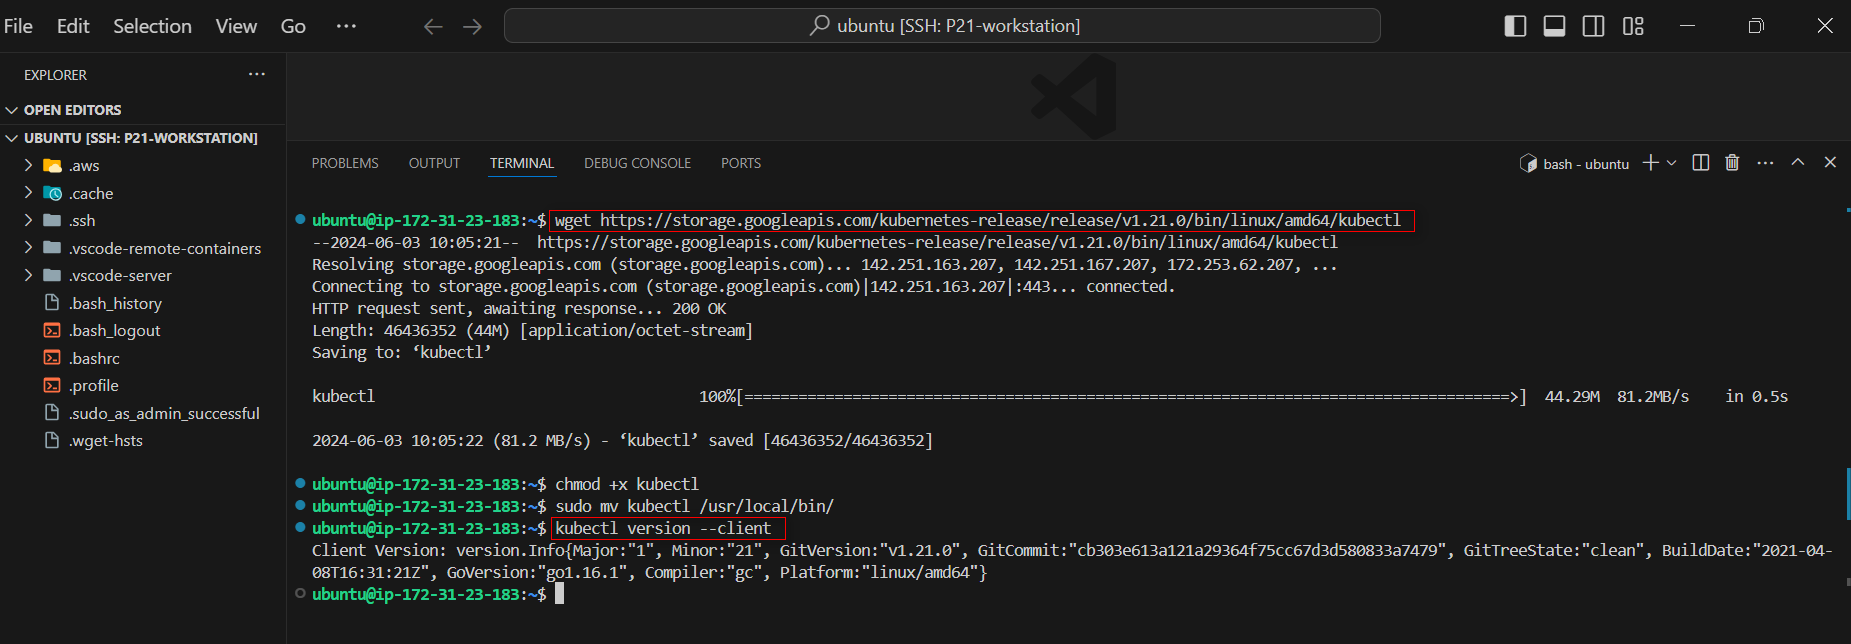 File Edit Selection View Go ...
ubuntu [SSH: P21-workstation]
EXPLORER ...
OPEN EDITORS
UBUNTU [SSH: P21-WORKSTATION]
.aws
.cache
.ssh
.vscode-remote-containers
.vscode-server
.bash_history
.bash_logout
.bashrc
.profile
.sudo_as_admin_successful
.wget-hsts
PROBLEMS OUTPUT TERMINAL DEBUG CONSOLE PORTS
bash - ubuntu
ubuntu@ip-172-31-23-183:~$ wget https://storage.googleapis.com/kubernetes-release/release/v1.21.0/bin/linux/amd64/kubectl
--2024-06-03 10:05:21--  https://storage.googleapis.com/kubernetes-release/release/v1.21.0/bin/linux/amd64/kubectl
Resolving storage.googleapis.com (storage.googleapis.com)... 142.251.163.207, 142.251.167.207, 172.253.62.207, ...
Connecting to storage.googleapis.com (storage.googleapis.com)|142.251.163.207|:443... connected.
HTTP request sent, awaiting response... 200 OK
Length: 46436352 (44M) [application/octet-stream]
Saving to: ‘kubectl’
kubectl 100%[=====================================================================================>] 44.29M 81.2MB/s in 0.5s
2024-06-03 10:05:22 (81.2 MB/s) - ‘kubectl’ saved [46436352/46436352]
ubuntu@ip-172-31-23-183:~$ chmod +x kubectl
ubuntu@ip-172-31-23-183:~$ sudo mv kubectl /usr/local/bin/
ubuntu@ip-172-31-23-183:~$ kubectl version --client
Client Version: version.Info{Major:"1", Minor:"21", GitVersion:"v1.21.0", GitCommit:"cb303e613a121a29364f75cc67d3d580833a7479", GitTreeState:"clean", BuildDate:"2021-04-
08T16:31:21Z", GoVersion:"go1.16.1", Compiler:"gc", Platform:"linux/amd64"}
ubuntu@ip-172-31-23-183:~$